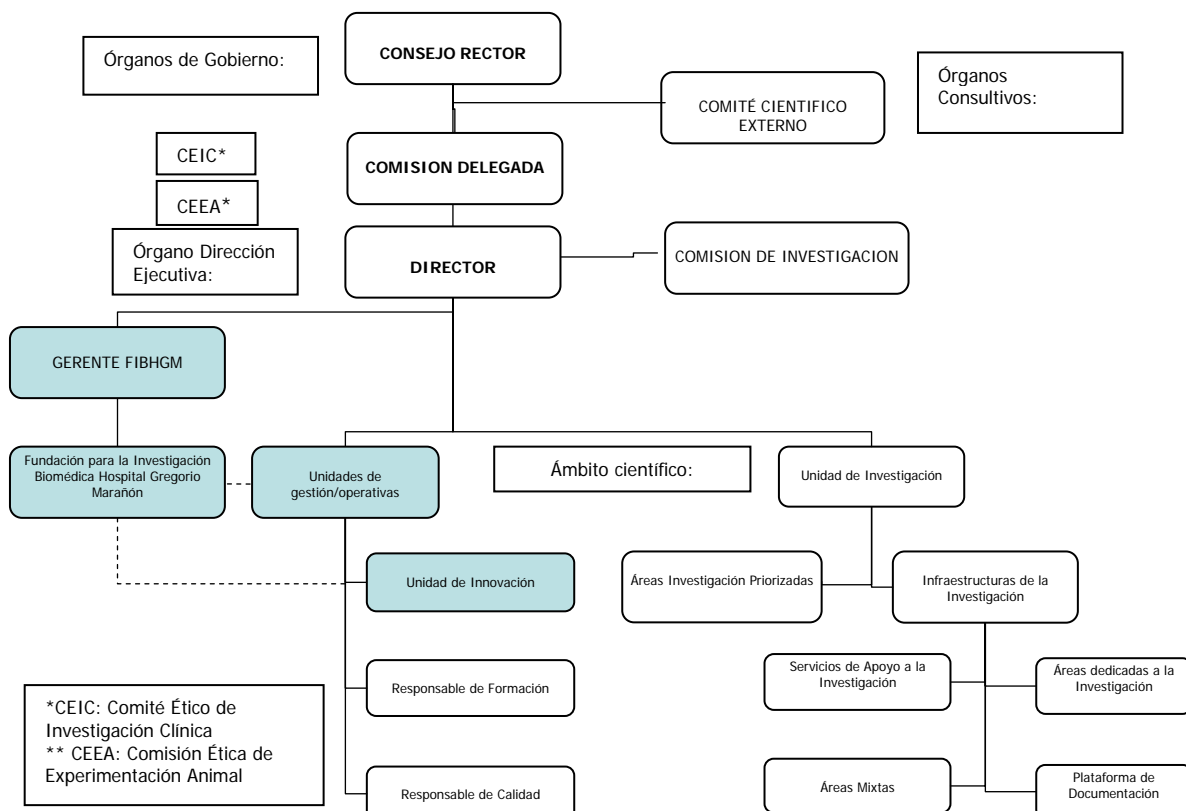 Órganos de Gobierno:
CONSEJO RECTOR
COMITÉ CIENTIFICO
EXTERNO
Órganos
Consultivos:
CEIC*
COMISION DELEGADA
CEEA*
Órgano Dirección
Ejecutiva:
DIRECTOR
COMISION DE INVESTIGACION
GERENTE FIBHGM
Fundación para la Investigación
Biomédica Hospital Gregorio
Marañón
Unidades de
gestión/operativas
Ámbito científico:
Unidad de Investigación
Unidad de Innovación
Áreas Investigación Priorizadas
Infraestructuras de la
Investigación
Responsable de Formación
Servicios de Apoyo a la
Investigación
Áreas dedicadas a la
Investigación
*CEIC: Comité Ético de
Investigación Clínica
** CEEA: Comisión Ética de
Experimentación Animal
Responsable de Calidad
Áreas Mixtas
Plataforma de
Documentación